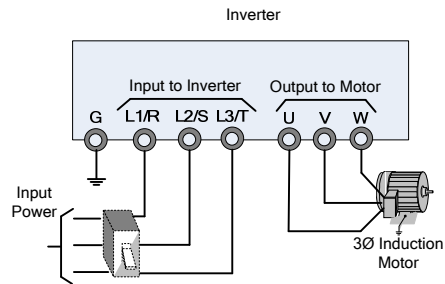 Inverter
Input to Inverter
Output to Motor
G L1/R L2/S L3/T U V W
Input
Power
3Ø Induction
Motor